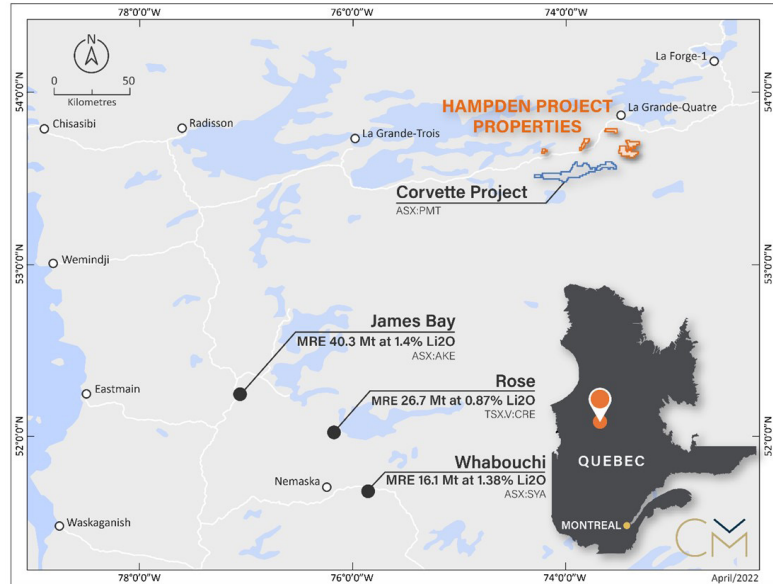 78°0'0"W
76°0'0"W
74°0'0"W
N
0 50
Kilometres
La Forge-1
54°0'0"N
54°0'0"N
HAMPDEN PROJECT
PROPERTIES
La Grande-Quatre
Chisasibi
Radisson
La Grande-Trois
Corvette Project
ASX:PMT
Wemindji
53°0'0"N
53°0'0"N
James Bay
MRE 40.3 Mt at 1.4% Li2O
ASX:AKE
Eastmain
Rose
MRE 26.7 Mt at 0.87% Li2O
TSX.V:CRE
52°0'0"N
52°0'0"N
Whabouchi
MRE 16.1 Mt at 1.38% Li2O
ASX:SYA
Nemaska
QUEBEC
Waskaganish
MONTREAL
CM
78°0'0"W
76°0'0"W
74°0'0"W
April/2022